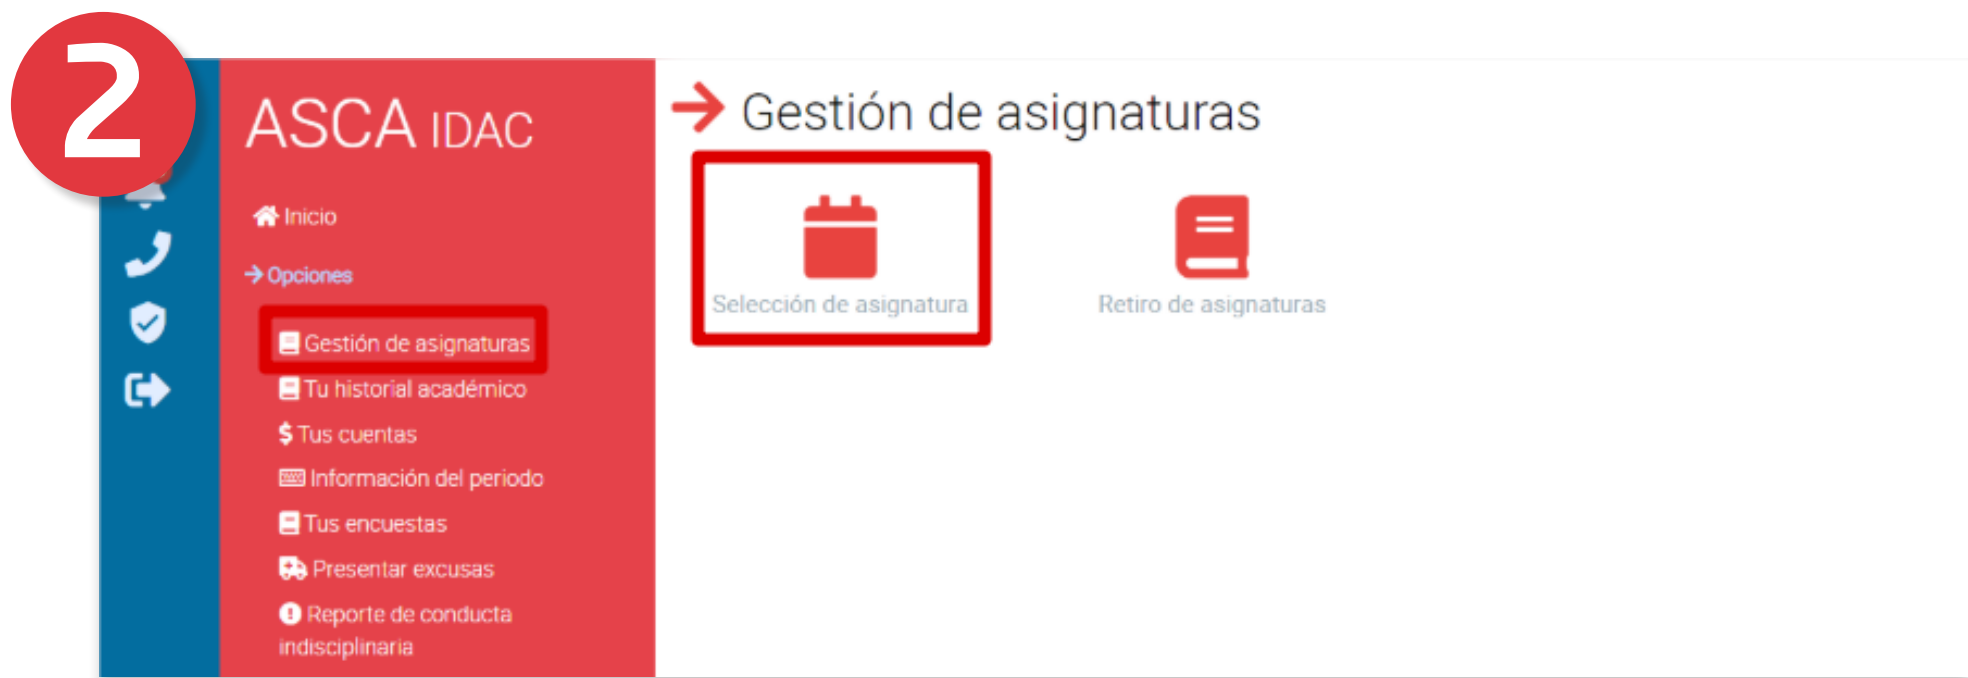 2
ASCA IDAC
Inicio
Opciones
Gestión de asignaturas
Tu historial académico
$ Tus cuentas
Información del periodo
Tus encuestas
Presentar excusas
Reporte de conducta
indisciplinaria
Gestión de asignaturas
Selección de asignatura
Retiro de asignaturas